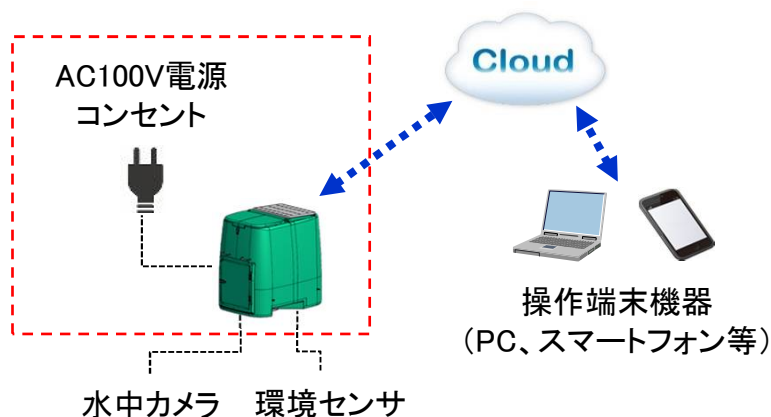 AC100V電源
コンセント
Cloud
操作端末機器
（PC、スマートフォン等）
水中カメラ
環境センサ